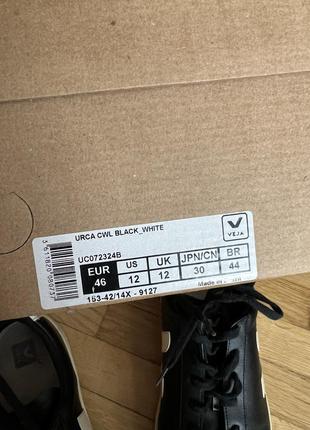 URCA CWL BLACK_WHITE
UC072324B
VEJA
EUR US UK JPN/CN BR
46 12 12 30 44
153-42/14X - 9127